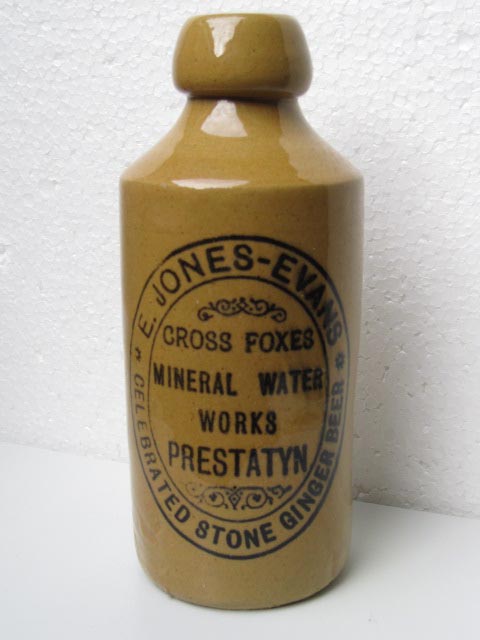 E. JONES-EVANS
CROSS FOXES
MINERAL WATER
WORKS
PRESTATYN
CELEBRATED STONE GINGER BEER